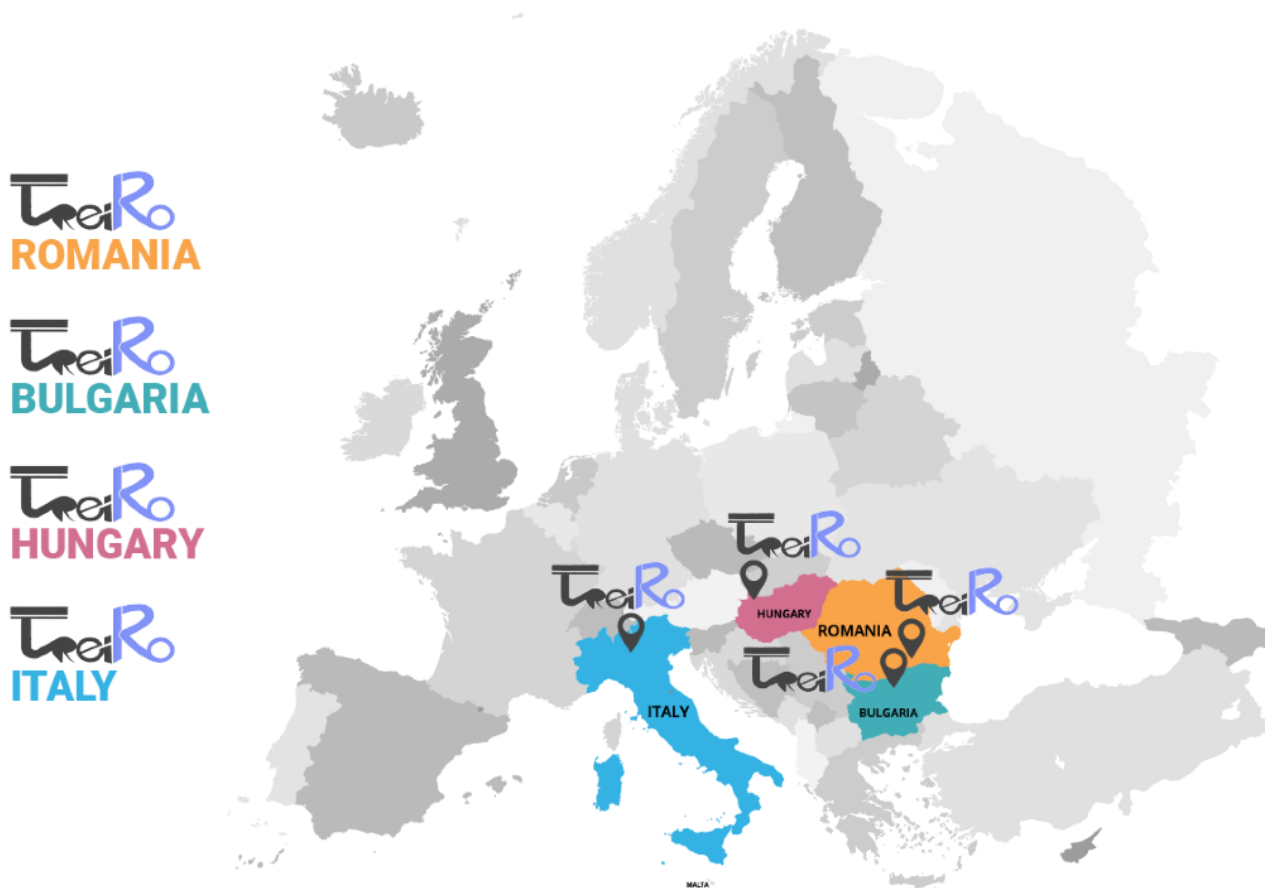 TreiRo
ROMANIA
TreiRo
BULGARIA
TreiRo
HUNGARY
TreiRo
ITALY
TreiRo
TreiRo
TreiRo
HUNGARY
ROMANIA
TreiRo
ITALY
BULGARIA
MALTA